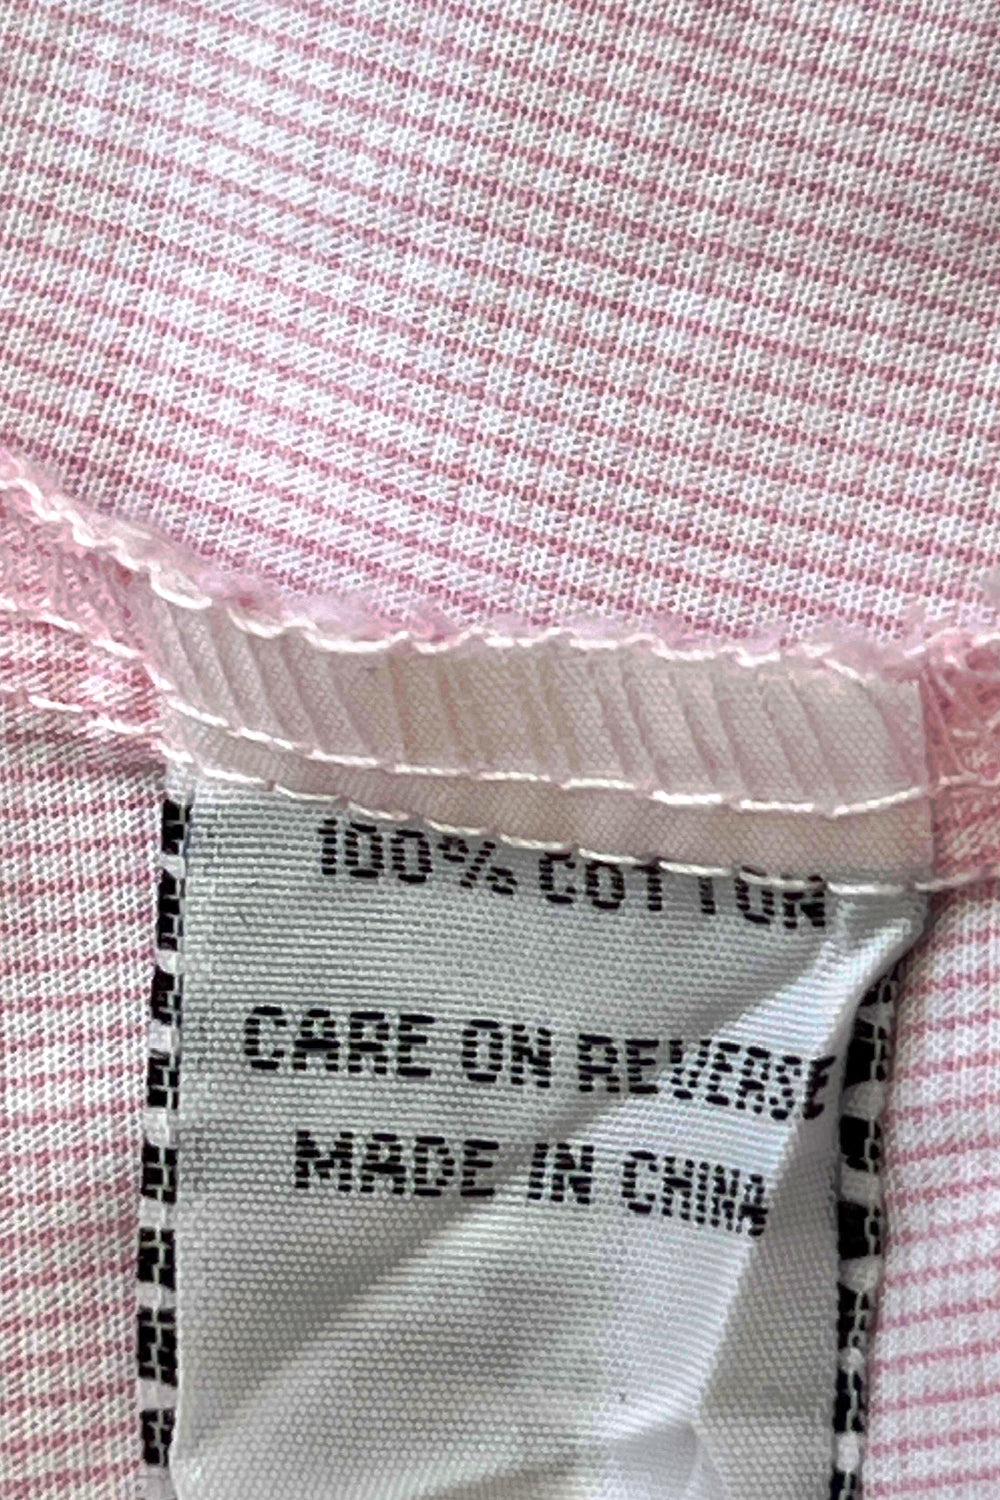 100% COTTON
CARE ON REVERSE
MADE IN CHINA